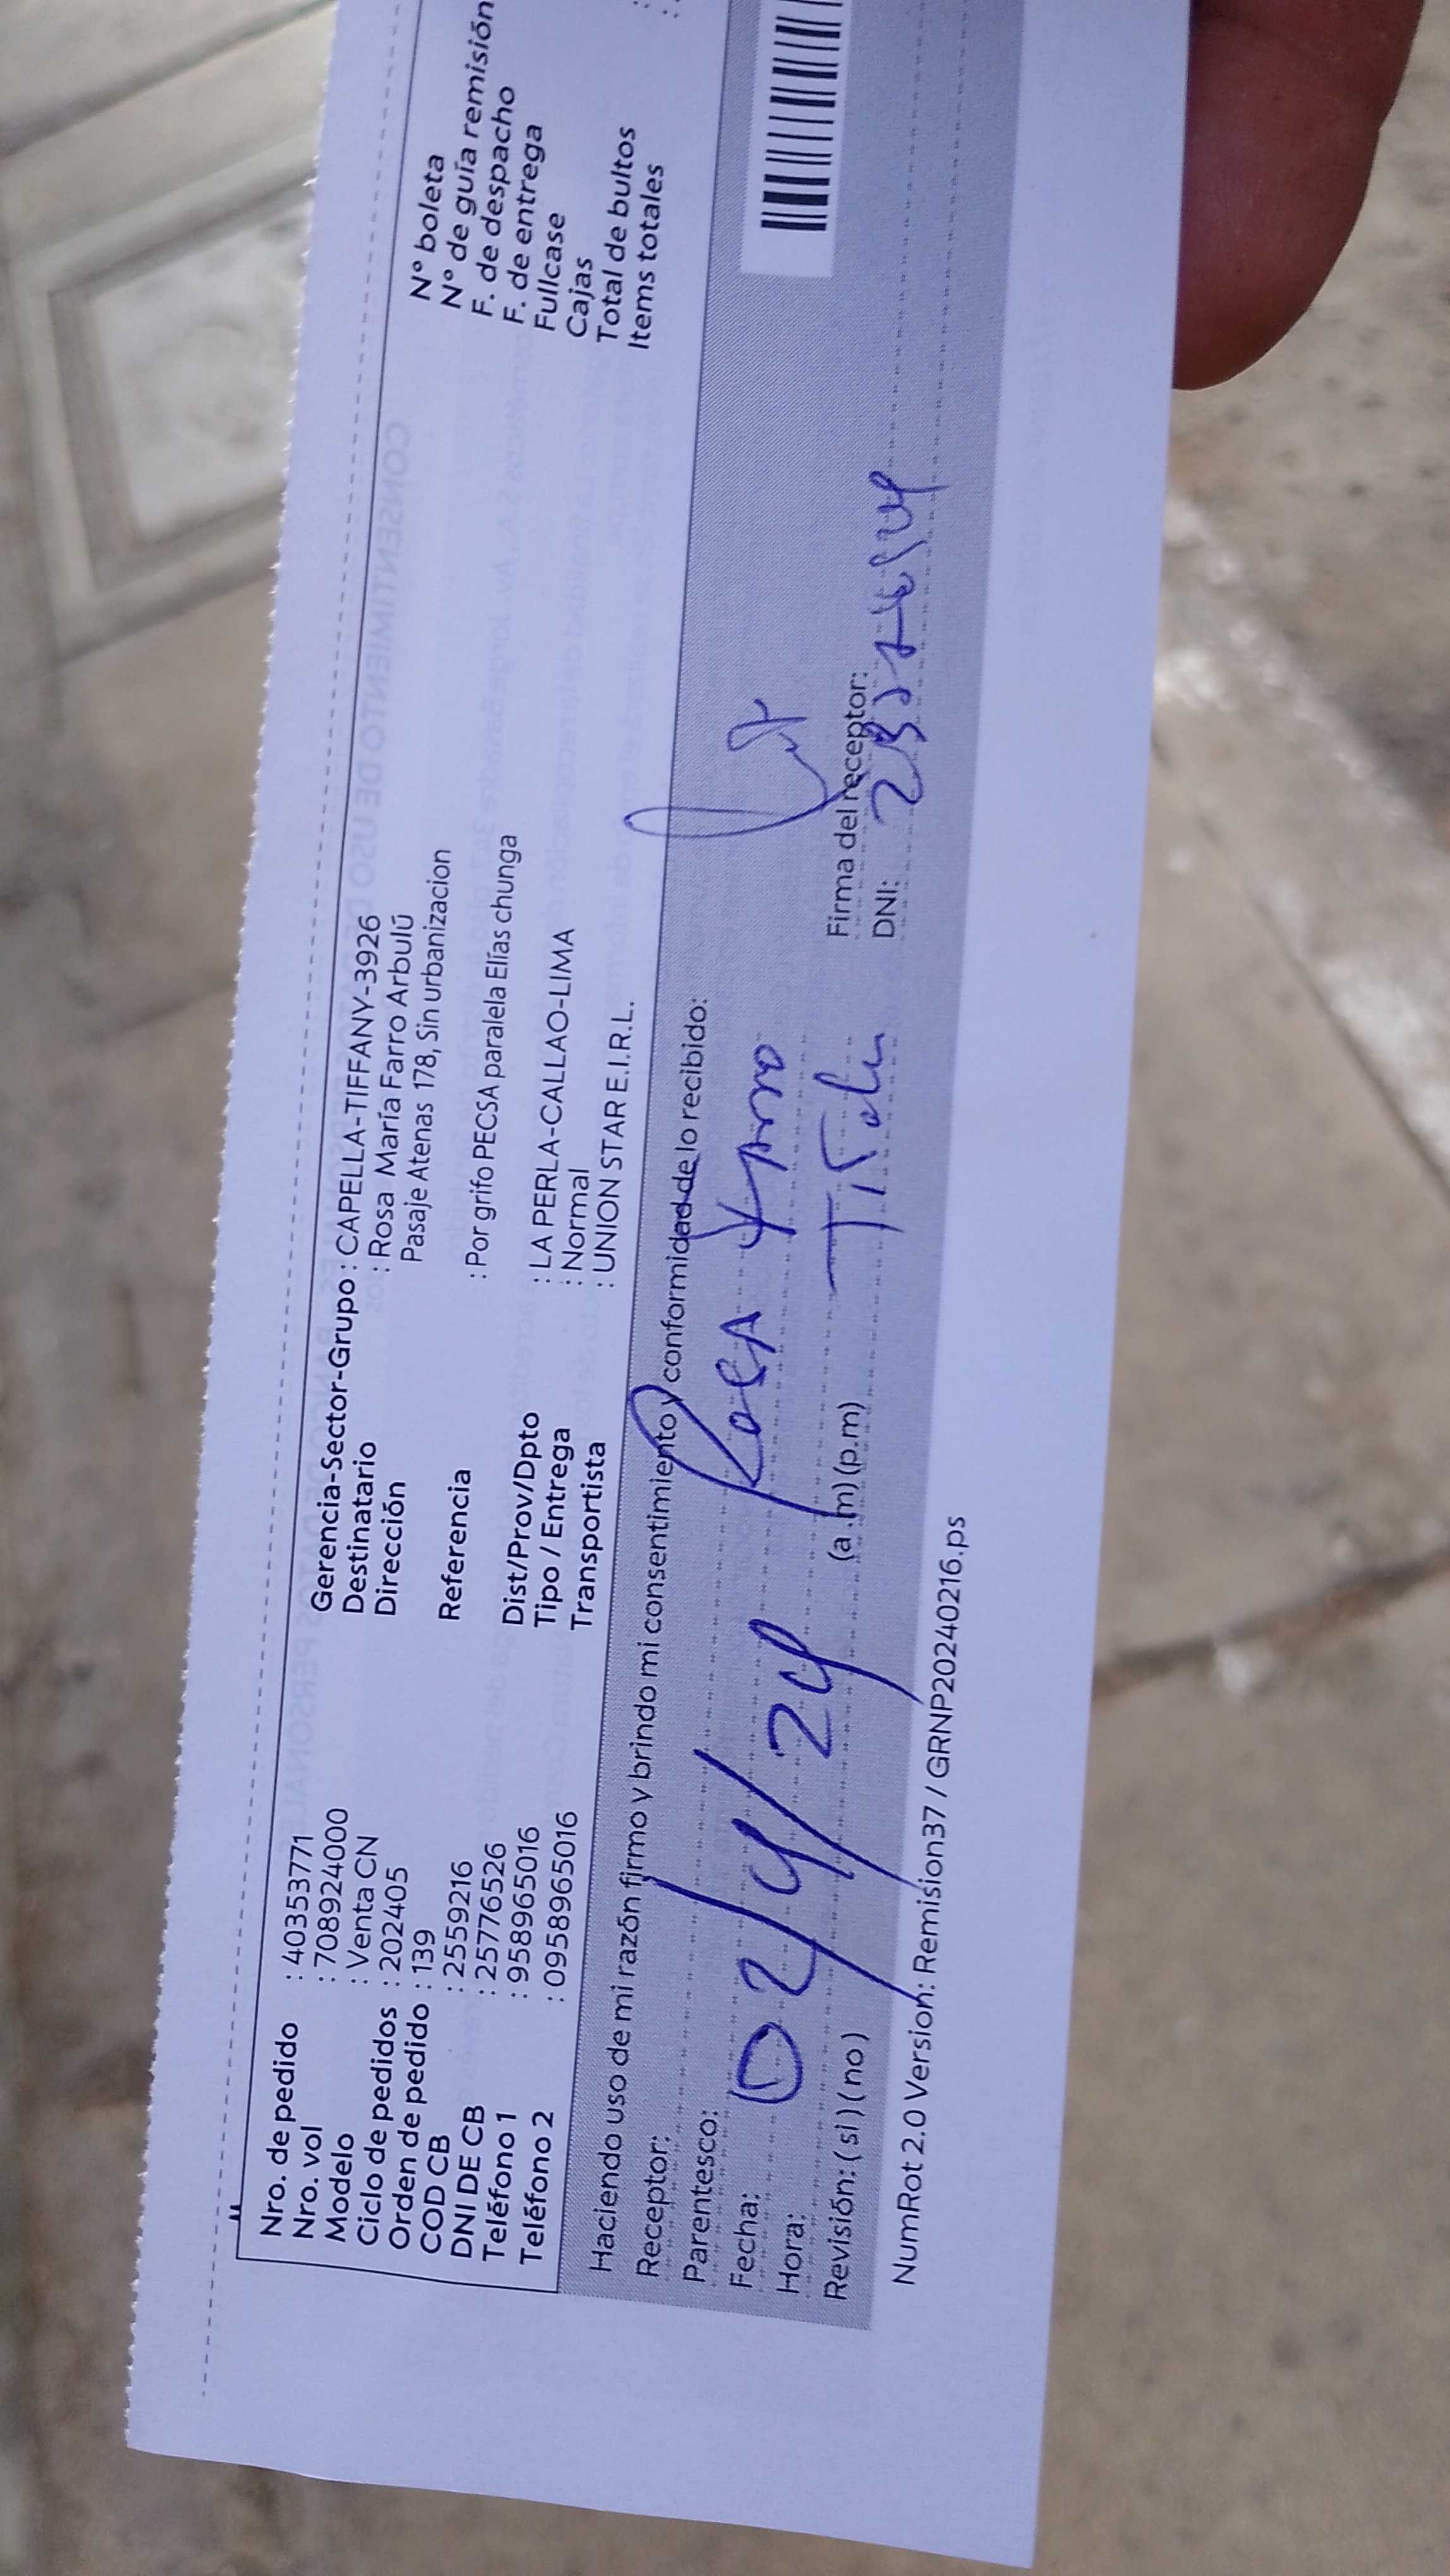 Nro. de pedido : 40353771
Nro. vol : 708924000
Modelo : Venta CN
Ciclo de pedidos : 202405
Orden de pedido : 139
COD CB : 2559216
DNI DE CB : 25776526
Teléfono 1 : 958965016
Teléfono 2 : 0958965016
Gerencia-Sector-Grupo : CAPELLA-TIFFANY-3926
Destinatario : Rosa María Farro Arbulú
Dirección Pasaje Atenas 178, Sin urbanizacion
Referencia : Por grifo PECSA paralela Elías chunga
Dist/Prov/Dpto : LA PERLA-CALLAO-LIMA
Tipo / Entrega : Normal
Transportista : UNION STAR E.I.R.L.
N° boleta
N° de guía remisión
F. de despacho
F. de entrega
Fullcase
Cajas
Total de bultos
Items totales
Haciendo uso de mi razón firmo y brindo mi consentimiento y conformidad de lo recibido:
Receptor:
Parentesco: Rosa Farro
Fecha: 02/4/24
Hora: (a.m) (p.m) Firma del receptor:
Revisión: (si) (no) DNI:
NumRot 2.0 Version: Remision37 / GRNP20240216.ps